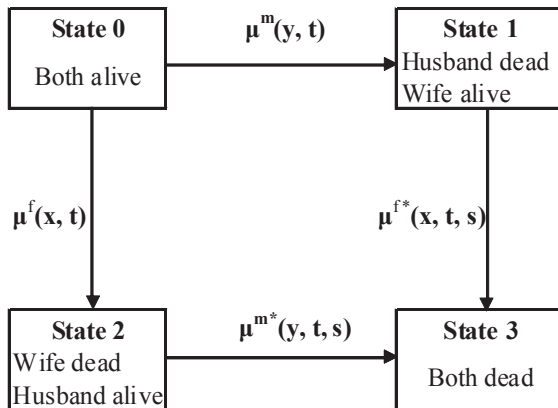 State 0
Both alive
μᵐ(y, t)
State 1
Husband dead
Wife alive
μᶠ(x, t)
μᶠ*(x, t, s)
State 2
Wife dead
Husband alive
μᵐ*(y, t, s)
State 3
Both dead